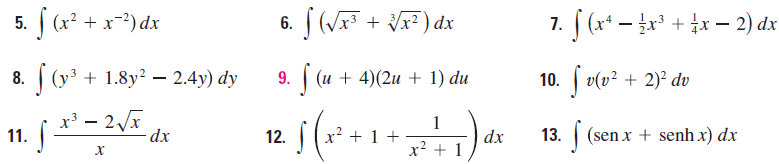 5. ∫ (x² + x⁻²) dx 6. ∫ (√x³ + ∛x²) dx 7. ∫ (x⁴ − ½x³ + ¼x − 2) dx
8. ∫ (y³ + 1.8y² − 2.4y) dy 9. ∫ (u + 4)(2u + 1) du 10. ∫ v(v² + 2)² dv
11. ∫ (x³ − 2√x)/x dx 12. ∫ (x² + 1 + 1/(x² + 1)) dx 13. ∫ (sen x + senh x) dx